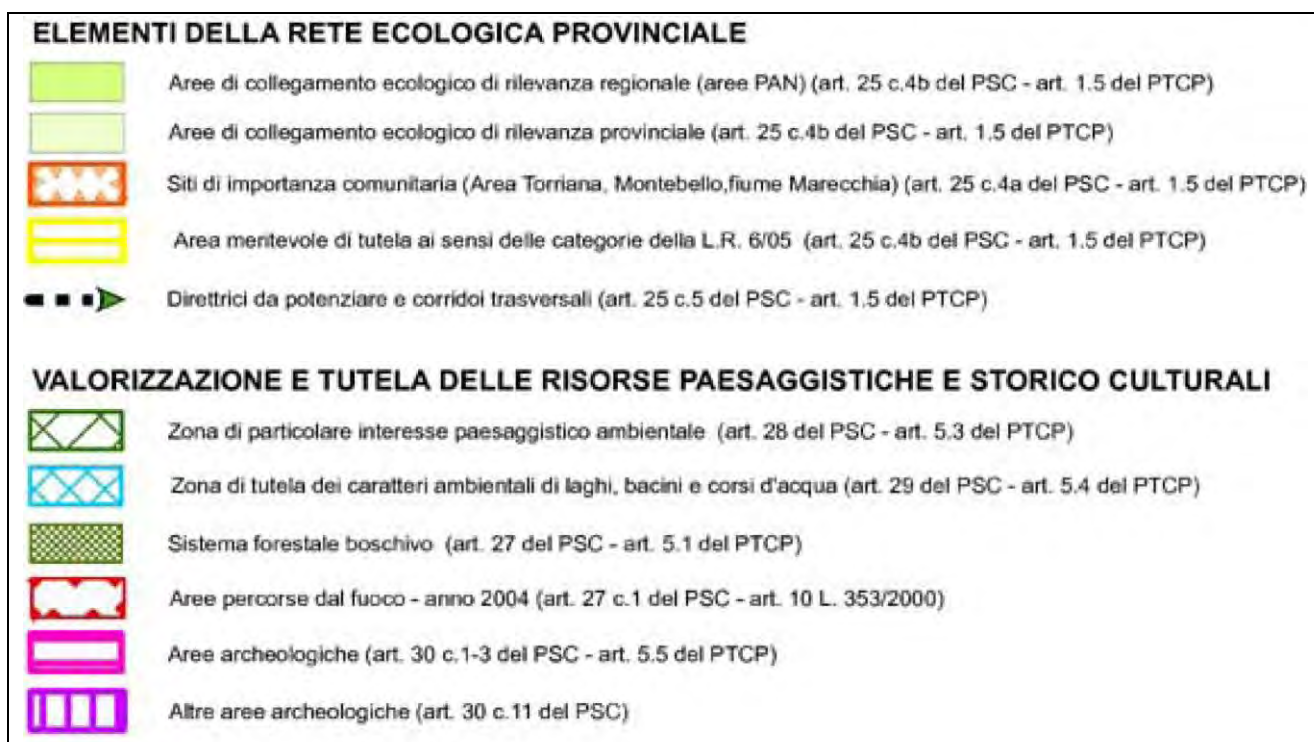 ELEMENTI DELLA RETE ECOLOGICA PROVINCIALE
Aree di collegamento ecologico di rilevanza regionale (aree PAN) (art. 25 c.4b del PSC - art. 1.5 del PTCP)
Aree di collegamento ecologico di rilevanza provinciale (art. 25 c.4b del PSC - art. 1.5 del PTCP)
Siti di importanza comunitaria (Area Torriana, Montebello,fiume Marecchia) (art. 25 c.4a del PSC - art. 1.5 del PTCP)
Area meritevole di tutela ai sensi delle categorie della L.R. 6/05 (art. 25 c.4b del PSC - art. 1.5 del PTCP)
Direttrici da potenziare e corridoi trasversali (art. 25 c.5 del PSC - art. 1.5 del PTCP)
VALORIZZAZIONE E TUTELA DELLE RISORSE PAESAGGISTICHE E STORICO CULTURALI
Zona di particolare interesse paesaggistico ambientale (art. 28 del PSC - art. 5.3 del PTCP)
Zona di tutela dei caratteri ambientali di laghi, bacini e corsi d'acqua (art. 29 del PSC - art. 5.4 del PTCP)
Sistema forestale boschivo (art. 27 del PSC - art. 5.1 del PTCP)
Aree percorse dal fuoco - anno 2004 (art. 27 c.1 del PSC - art. 10 L. 353/2000)
Aree archeologiche (art. 30 c.1-3 del PSC - art. 5.5 del PTCP)
Altre aree archeologiche (art. 30 c.11 del PSC)